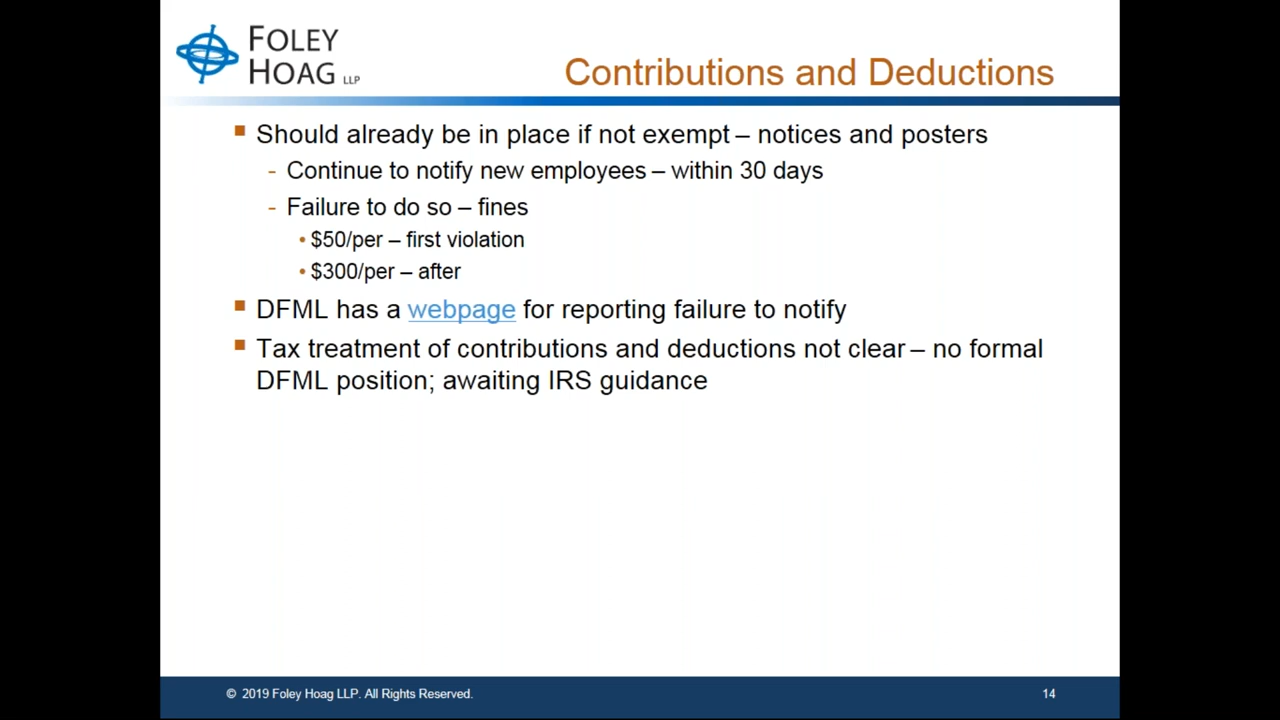 FOLEY
HOAG LLP
Contributions and Deductions
▪ Should already be in place if not exempt – notices and posters
- Continue to notify new employees – within 30 days
- Failure to do so – fines
• $50/per – first violation
• $300/per – after
▪ DFML has a webpage for reporting failure to notify
▪ Tax treatment of contributions and deductions not clear – no formal
DFML position; awaiting IRS guidance
© 2019 Foley Hoag LLP. All Rights Reserved.
14